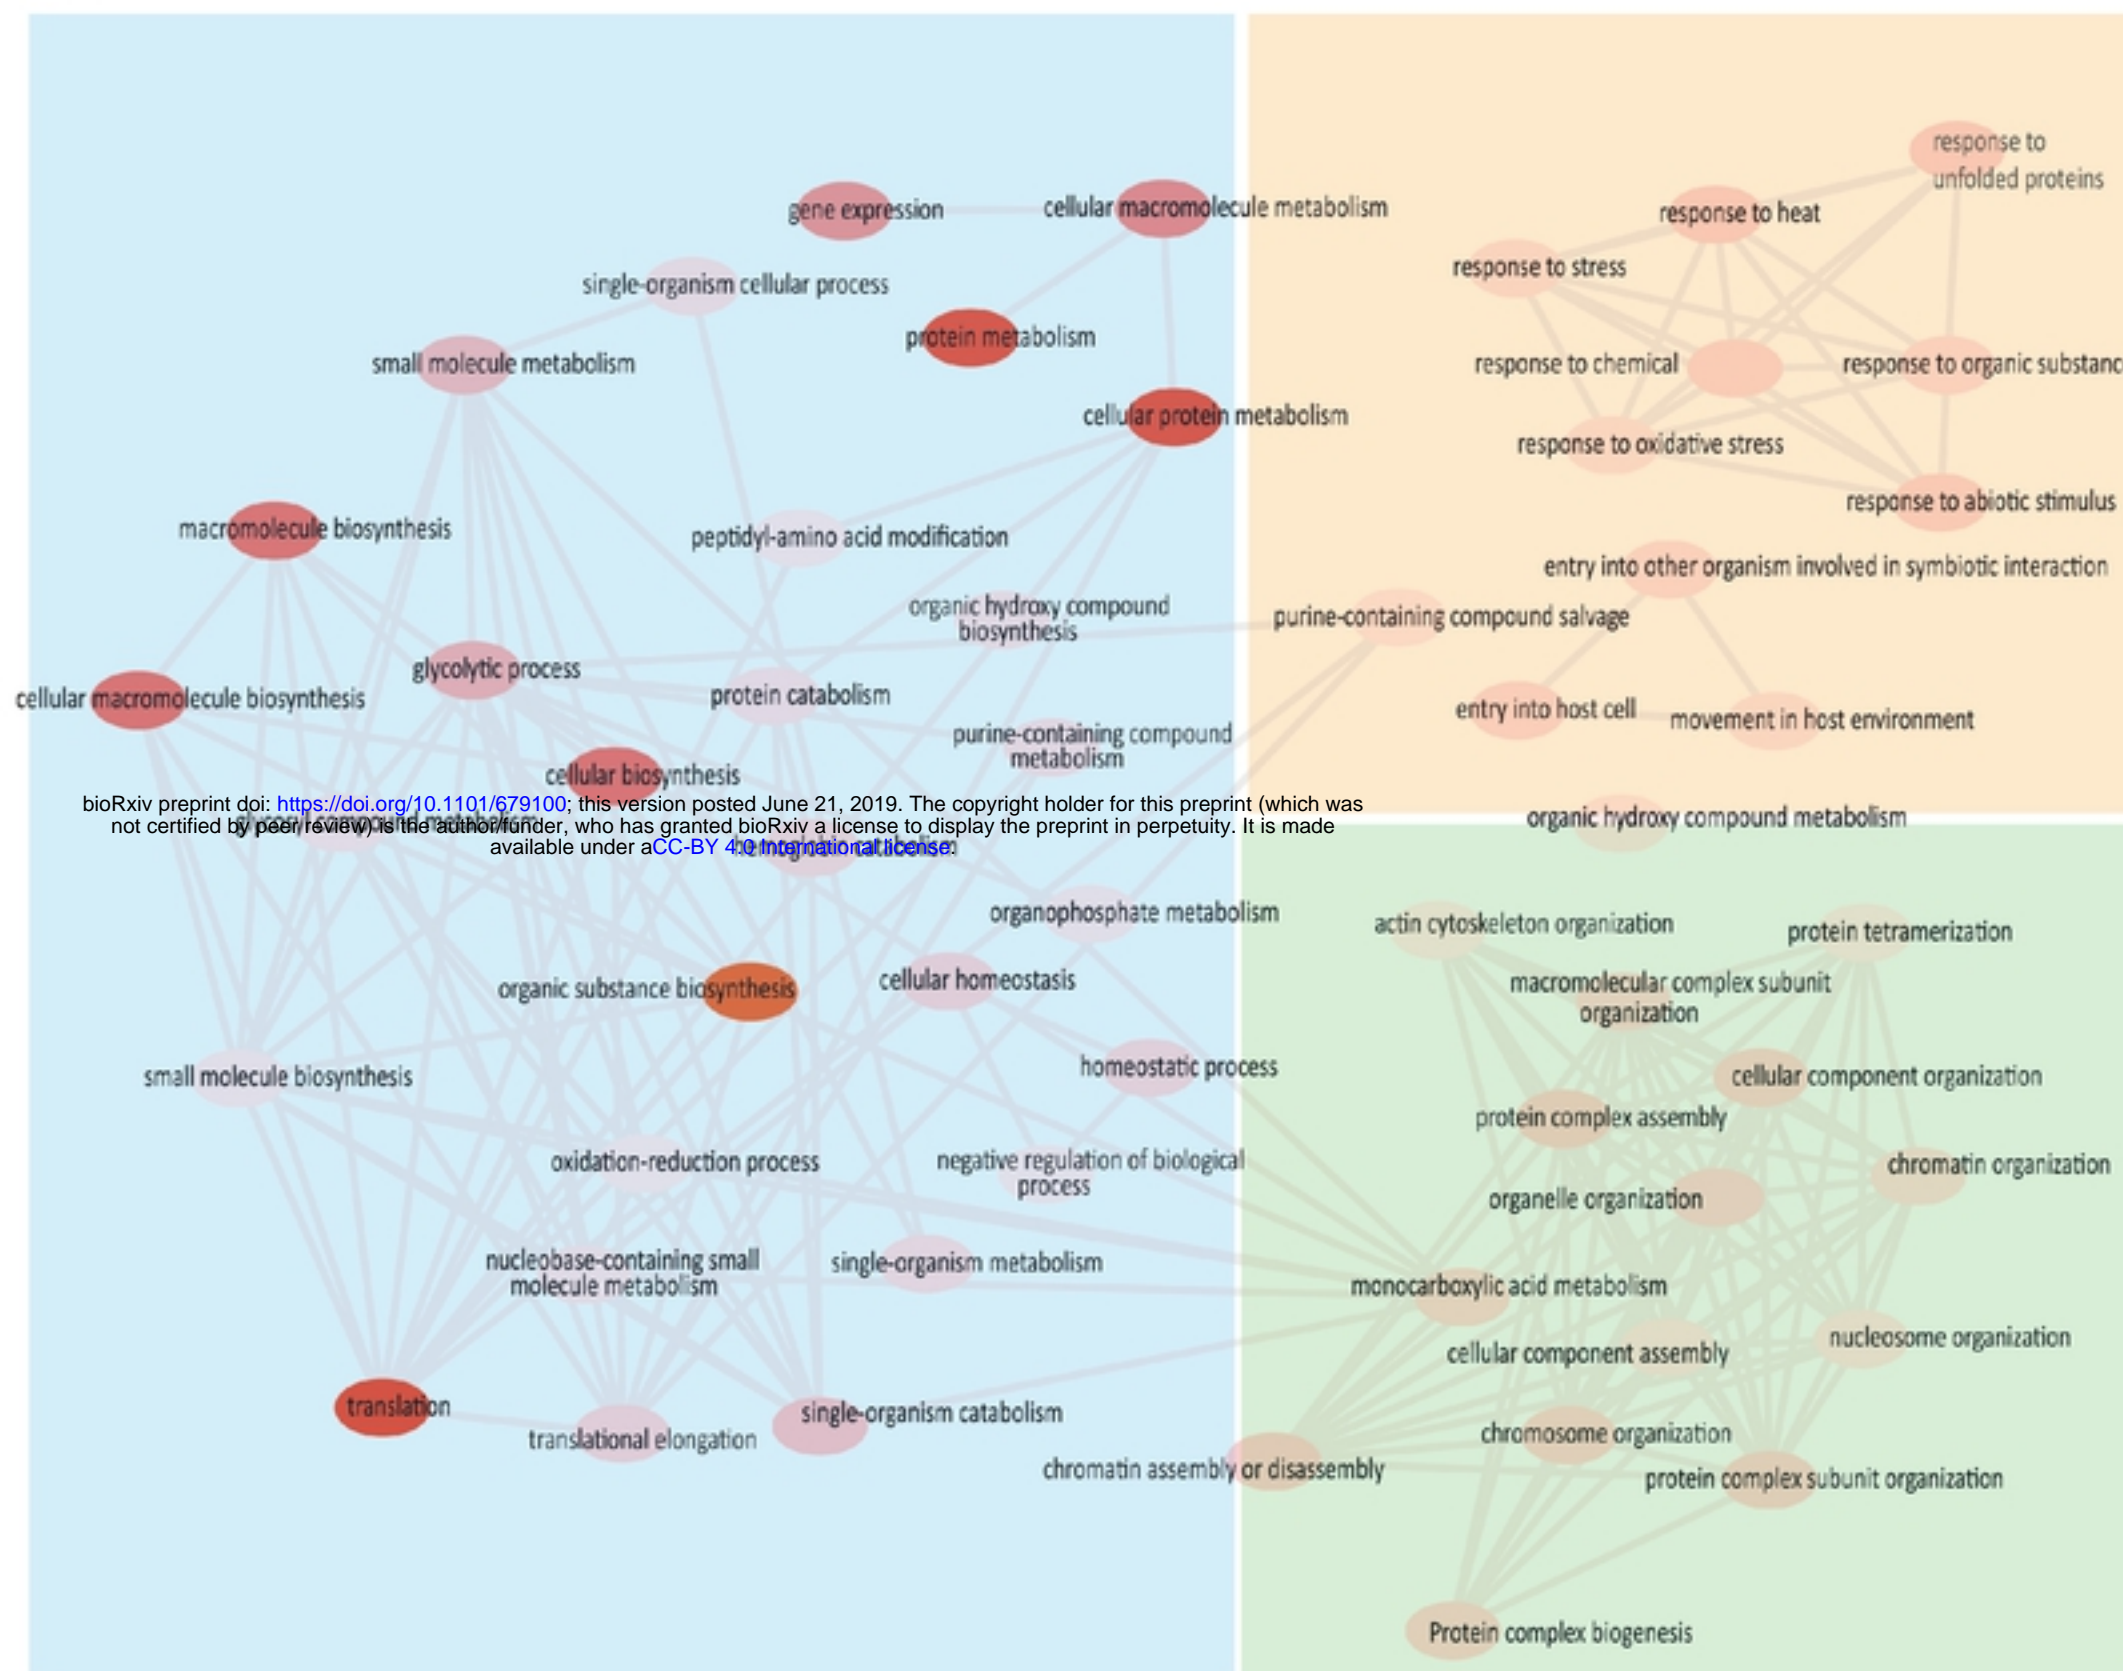 response to
unfolded proteins
gene expression
cellular macromolecule metabolism
response to heat
single-organism cellular process
response to stress
protein metabolism
small molecule metabolism
response to chemical
response to organic substanc
cellular protein metabolism
response to oxidative stress
response to abiotic stimulus
macromolecule biosynthesis
peptidyl-amino acid modification
entry into other organism involved in symbiotic interaction
organic hydroxy compound
biosynthesis
purine-containing compound salvage
glycolytic process
protein catabolism
cellular macromolecule biosynthesis
entry into host cell
movement in host environment
purine-containing compound
metabolism
cellular biosynthesis
bioRxiv preprint doi: https://doi.org/10.1101/679100; this version posted June 21, 2019. The copyright holder for this preprint (which was
not certified by peer review) is the author/funder, who has granted bioRxiv a license to display the preprint in perpetuity. It is made
available under aCC-BY 4.0 International license.
glyceryl compound metabolism
hemoglobin catabolism
organic hydroxy compound metabolism
organophosphate metabolism
actin cytoskeleton organization
protein tetramerization
organic substance biosynthesis
cellular homeostasis
macromolecular complex subunit
organization
small molecule biosynthesis
homeostatic process
cellular component organization
protein complex assembly
oxidation-reduction process
negative regulation of biological
process
chromatin organization
organelle organization
nucleobase-containing small
molecule metabolism
single-organism metabolism
monocarboxylic acid metabolism
cellular component assembly
nucleosome organization
translation
translational elongation
single-organism catabolism
chromosome organization
chromatin assembly or disassembly
protein complex subunit organization
Protein complex biogenesis